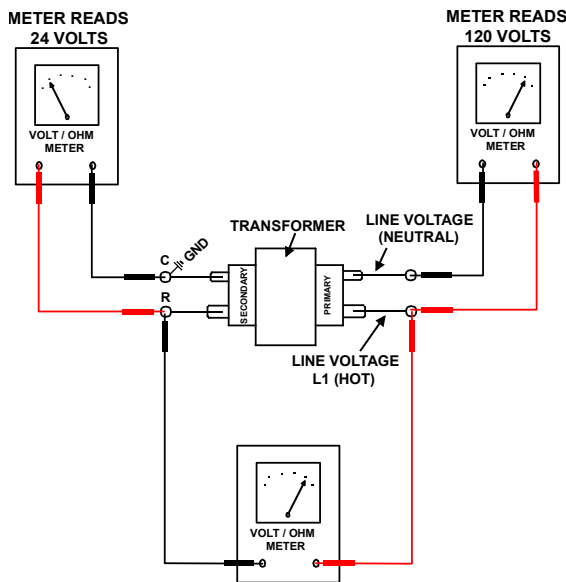 METER READS
24 VOLTS
METER READS
120 VOLTS
VOLT / OHM
METER
VOLT / OHM
METER
TRANSFORMER
LINE VOLTAGE
(NEUTRAL)
C
GND
R
SECONDARY
PRIMARY
LINE VOLTAGE
L1 (HOT)
VOLT / OHM
METER